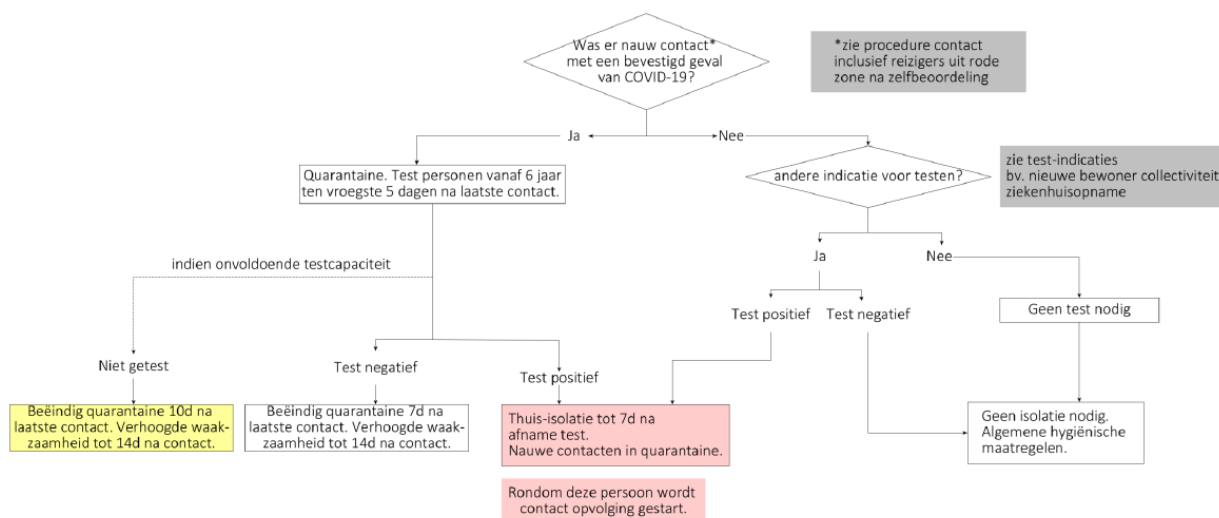 Was er nauw contact*
met een bevestigd geval
van COVID-19?
*zie procedure contact
inclusief reizigers uit rode
zone na zelfbeoordeling
Ja
Nee
Quarantaine. Test personen vanaf 6 jaar
ten vroegste 5 dagen na laatste contact.
andere indicatie voor testen?
zie test-indicaties
bv. nieuwe bewoner collectiviteit
ziekenhuisopname
indien onvoldoende testcapaciteit
Ja
Nee
Test positief
Test negatief
Geen test nodig
Niet getest
Test negatief
Test positief
Beëindig quarantaine 10d na
laatste contact. Verhoogde waak-
zaamheid tot 14d na contact.
Beëindig quarantaine 7d na
laatste contact. Verhoogde waak-
zaamheid tot 14d na contact.
Thuis-isolatie tot 7d na
afname test.
Nauwe contacten in quarantaine.
Geen isolatie nodig.
Algemene hygiënische
maatregelen.
Rondom deze persoon wordt
contact opvolging gestart.